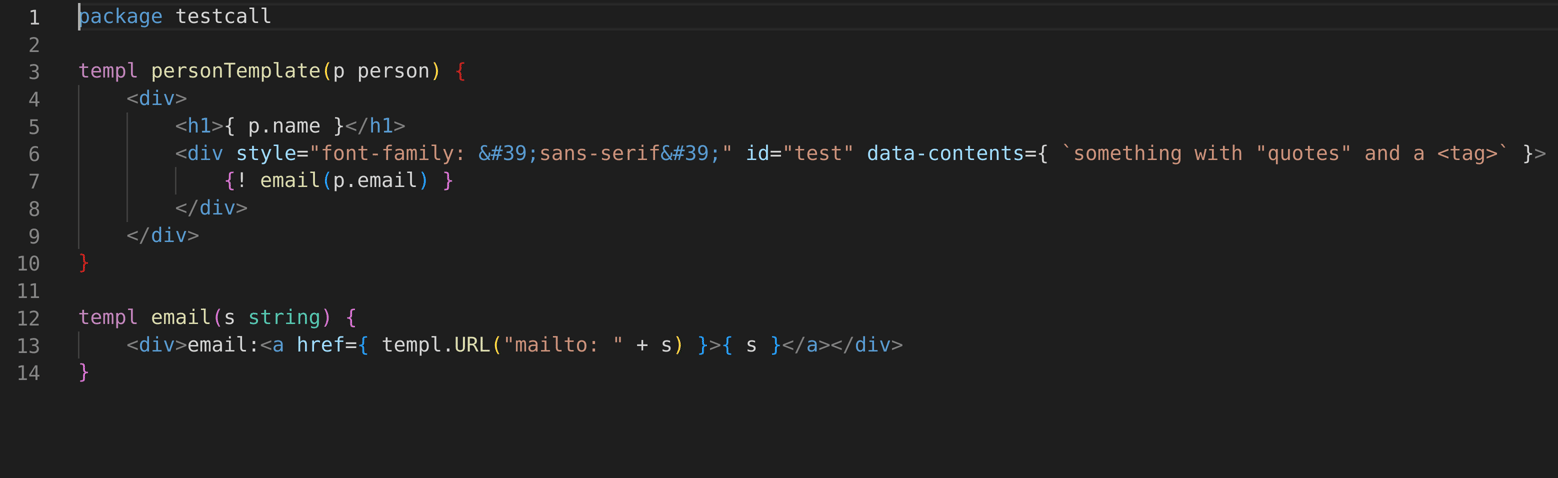 1 package testcall
2
3 templ personTemplate(p person) {
4     <div>
5         <h1>{ p.name }</h1>
6         <div style="font-family: &#39;sans-serif&#39;" id="test" data-contents={ `something with "quotes" and a <tag>` }>
7             {! email(p.email) }
8         </div>
9     </div>
10 }
11
12 templ email(s string) {
13     <div>email:<a href={ templ.URL("mailto: " + s) }>{ s }</a></div>
14 }